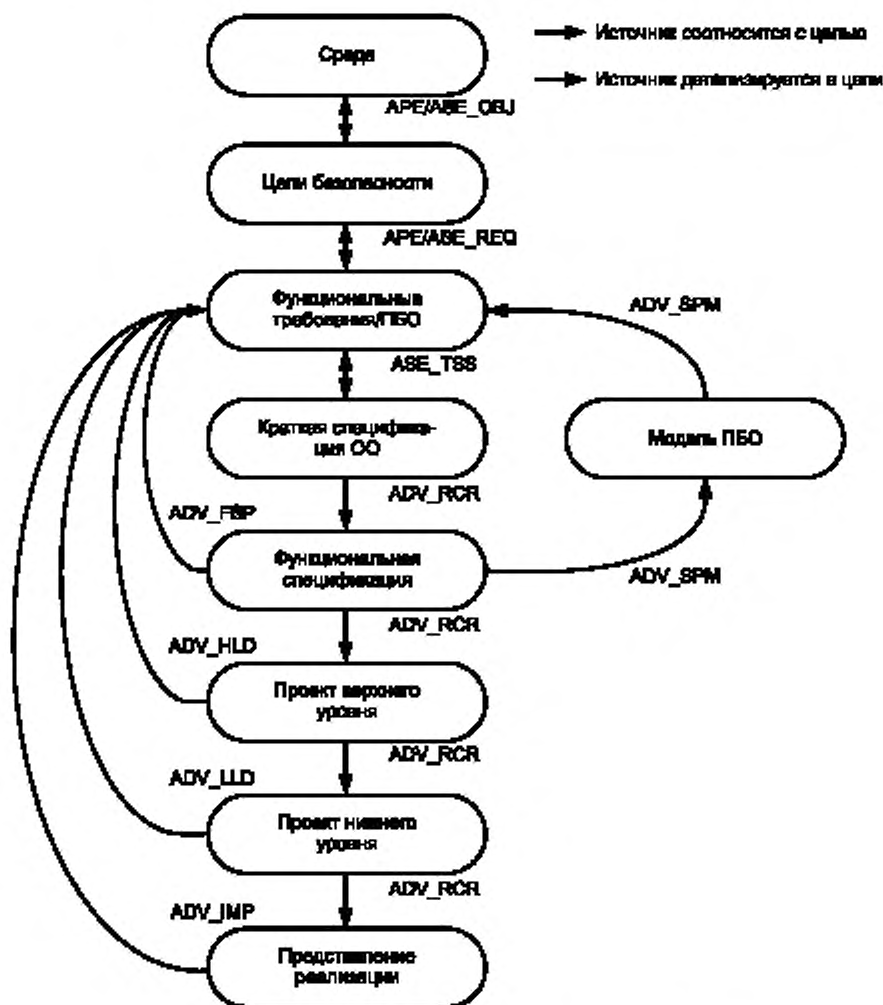 Среда
Источник соотносится с целью
Источник детализируется в цели
APE/ASE_OBJ
Цели безопасности
APE/ASE_REQ
Функциональные
требования/ПБО
ADV_SPM
ASE_TSS
Краткая специфика-
ция ОО
Модель ПБО
ADV_RCR
ADV_FSP
Функциональная
спецификация
ADV_SPM
ADV_RCR
ADV_HLD
Проект верхнего
уровня
ADV_RCR
ADV_LLD
Проект нижнего
уровня
ADV_RCR
ADV_IMP
Представление
реализации